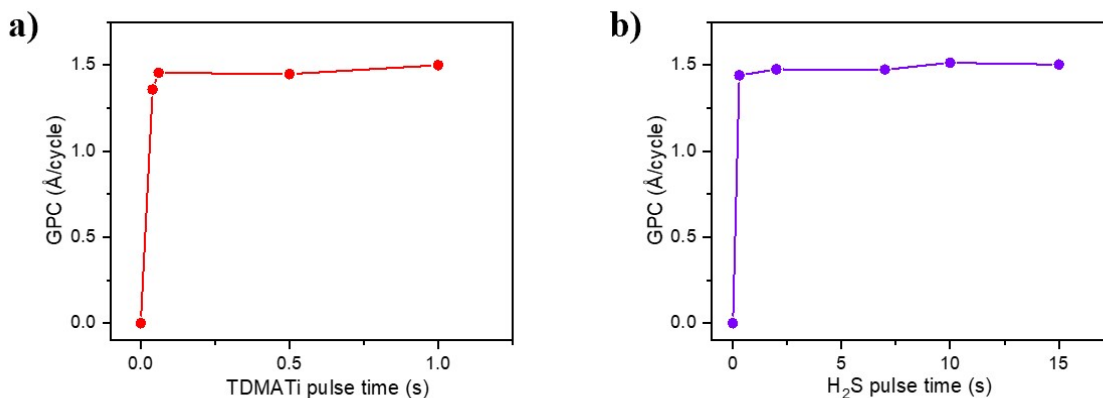 a)
1.5
1.0
0.5
0.0
GPC (Å/cycle)
0.0 0.5 1.0
TDMATi pulse time (s)
b)
1.5
1.0
0.5
0.0
GPC (Å/cycle)
0 5 10 15
H₂S pulse time (s)